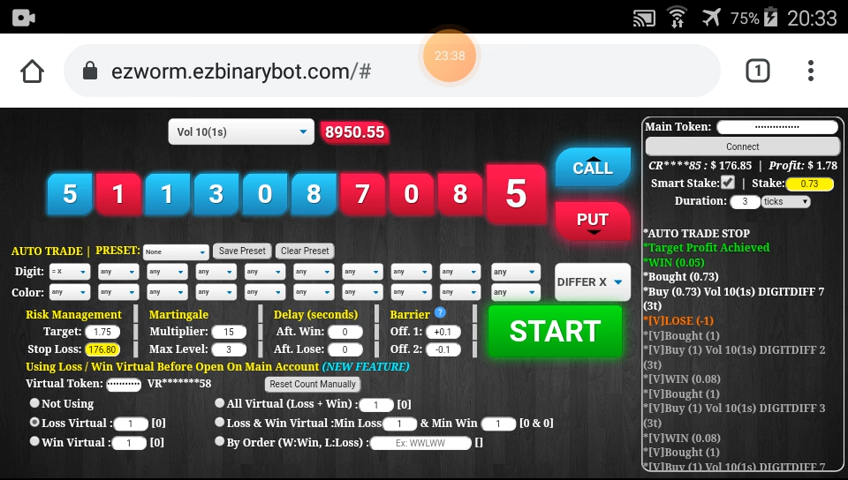 75% 20:33
23:38
ezworm.ezbinarybot.com/#
1
Vol 10(1s) 8950.55
5 1 1 3 0 8 7 0 8 5
CALL
PUT
AUTO TRADE | PRESET: None Save Preset Clear Preset
Digit: = X any any any any any any any any any
Color: any any any any any any any any any any
DIFFER X
Risk Management Martingale Delay (seconds) Barrier ?
Target: 1.75 Multiplier: 15 Aft. Win: 0 Off. 1: +0.1
Stop Loss: 176.80 Max Level: 3 Aft. Lose: 0 Off. 2: -0.1
START
Using Loss / Win Virtual Before Open On Main Account (NEW FEATURE)
Virtual Token: ••••••••••• VR*******58 Reset Count Manually
Not Using All Virtual (Loss + Win) : 1 [0]
Loss Virtual : 1 [0] Loss & Win Virtual :Min Loss 1 & Min Win 1 [0 & 0]
Win Virtual : 1 [0] By Order (W:Win, L:Loss) : Ex: WWLWW []
Main Token: •••••••••••••••
Connect
CR****85 : $ 176.85 | Profit: $ 1.78
Smart Stake: | Stake: 0.73
Duration: 3 ticks
*AUTO TRADE STOP
*Target Profit Achieved
*WIN (0.05)
*Bought (0.73)
*Buy (0.73) Vol 10(1s) DIGITDIFF 7
(3t)
*[V]LOSE (-1)
*[V]Bought (1)
*[V]Buy (1) Vol 10(1s) DIGITDIFF 2
(3t)
*[V]WIN (0.08)
*[V]Bought (1)
*[V]Buy (1) Vol 10(1s) DIGITDIFF 3
(3t)
*[V]WIN (0.08)
*[V]Bought (1)
*[V]Buy (1) Vol 10(1s) DIGITDIFF 7